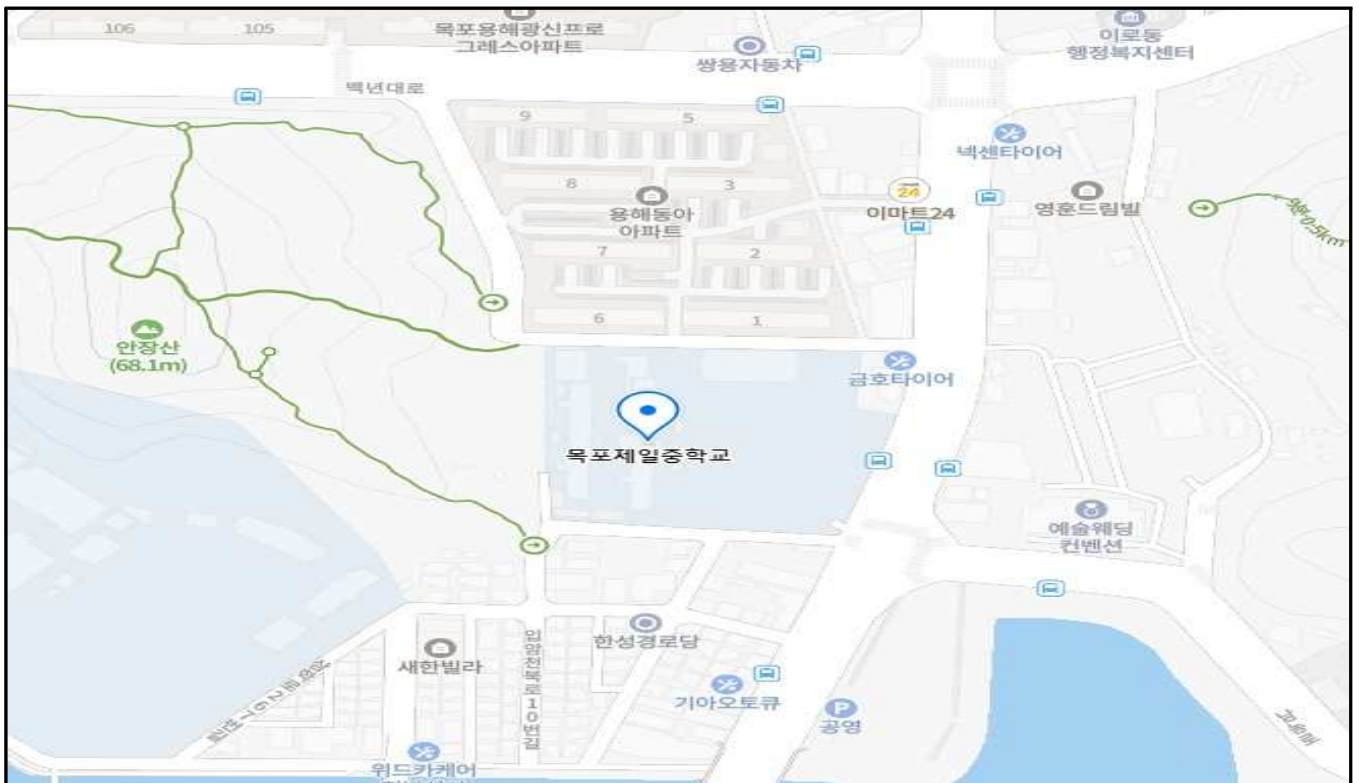 106
105
목포용해광신프로
그레스아파트
쌍용자동차
이로동
행정복지센터
백년대로
9
5
넥센타이어
8
3
용해동아
아파트
24
이마트24
영훈드림빌
0.5km
7
2
6
1
안장산
(68.1m)
금호타이어
목포제일중학교
예술웨딩
컨벤션
한성경로당
새한빌라
입암천북로10번길
기아오토큐
P
공영
위드카케어